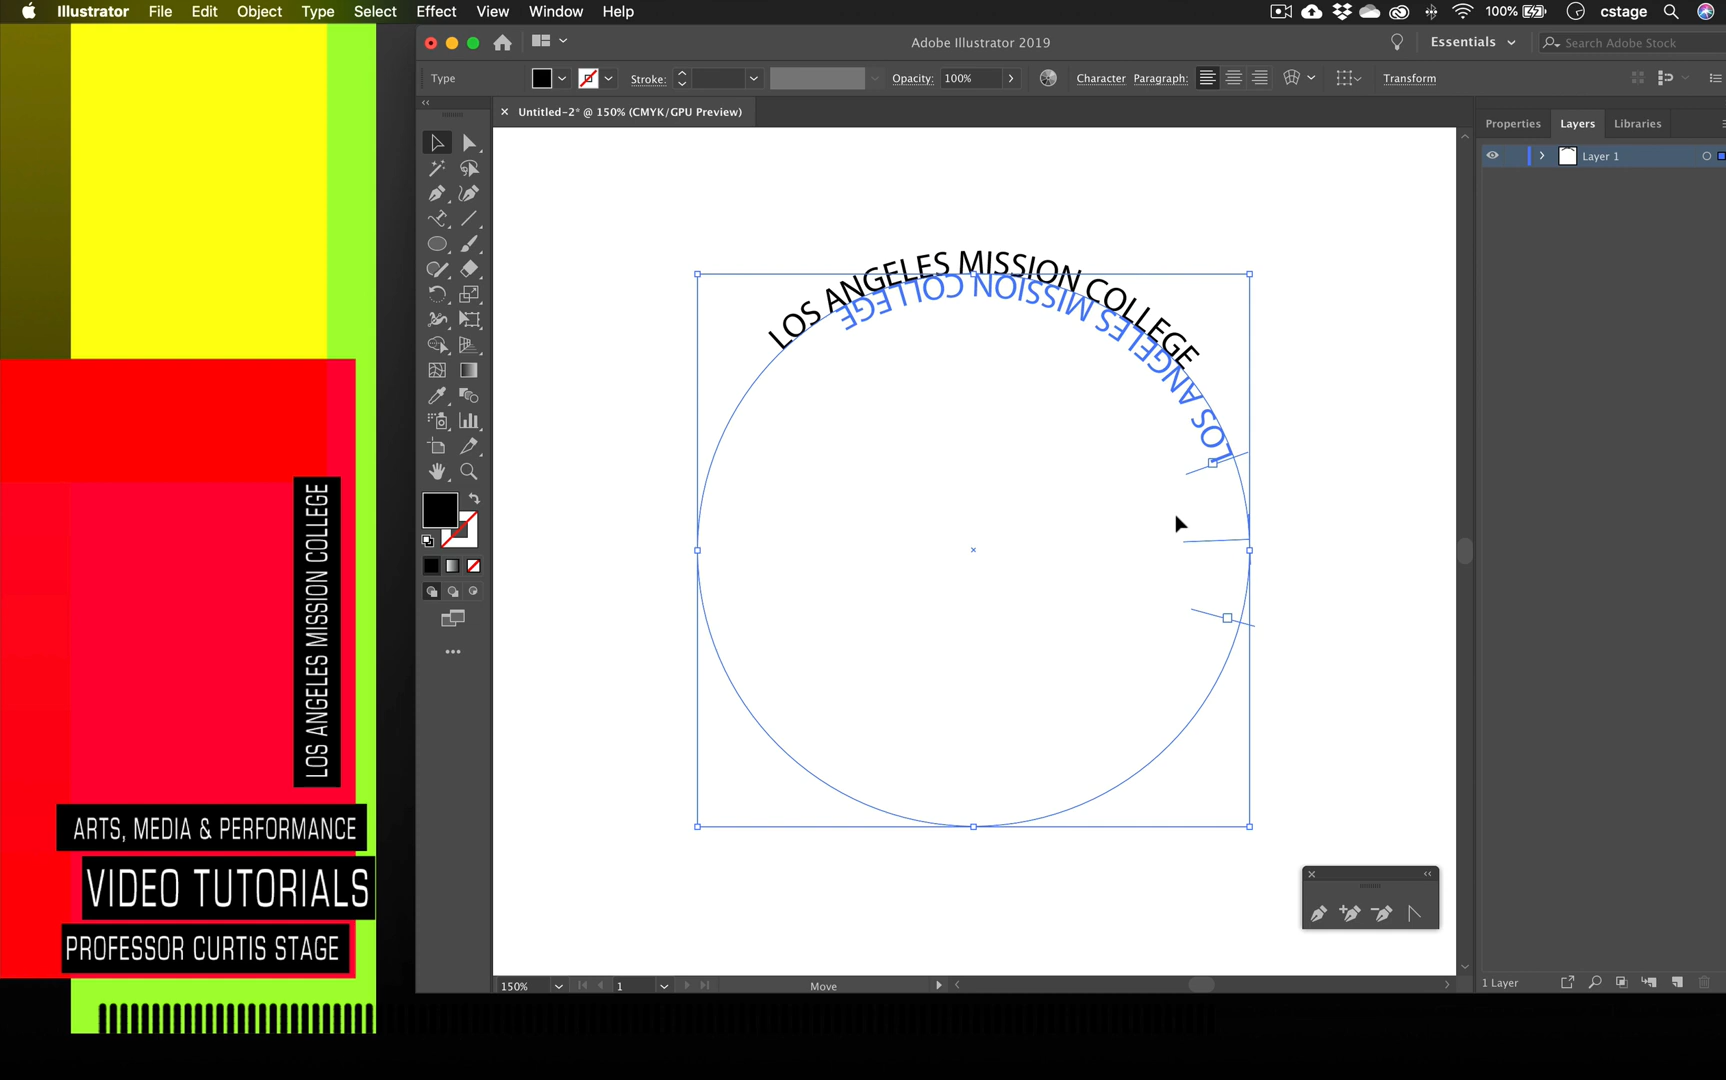 Illustrator File Edit Object Type Select Effect View Window Help
100% cstage
Adobe Illustrator 2019
Essentials
Search Adobe Stock
Type
Stroke:
Opacity: 100%
Character Paragraph:
Transform
× Untitled-2* @ 150% (CMYK/GPU Preview)
Properties Layers Libraries
Layer 1
LOS ANGELES MISSION COLLEGE
LOS ANGELES MISSION COLLEGE
LOS ANGELES MISSION COLLEGE
ARTS, MEDIA & PERFORMANCE
VIDEO TUTORIALS
PROFESSOR CURTIS STAGE
150%
1
Move
1 Layer